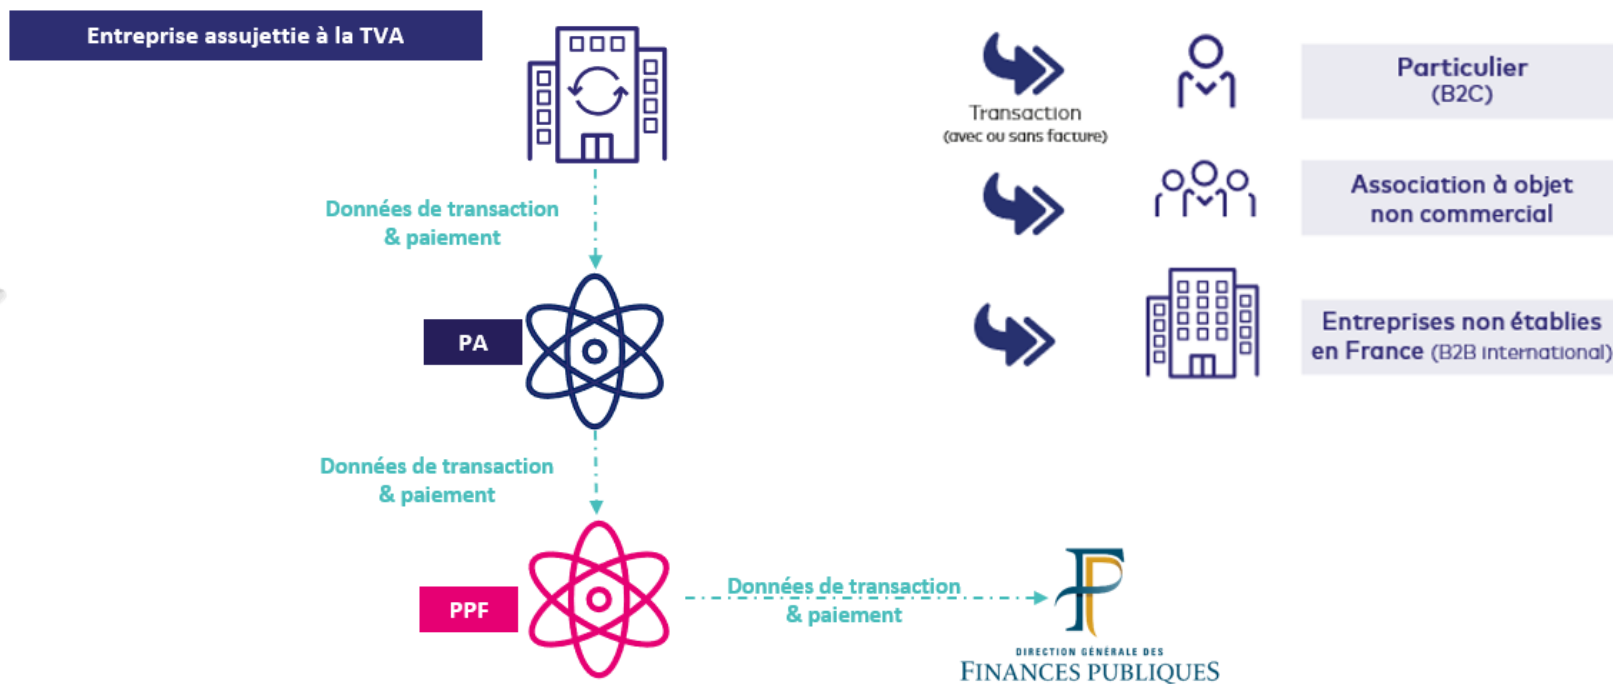 Entreprise assujettie à la TVA
Transaction
(avec ou sans facture)
Particulier
(B2C)
Association à objet
non commercial
Entreprises non établies
en France (B2B international)
Données de transaction
& paiement
PA
Données de transaction
& paiement
PPF
Données de transaction
& paiement
DIRECTION GÉNÉRALE DES
FINANCES PUBLIQUES